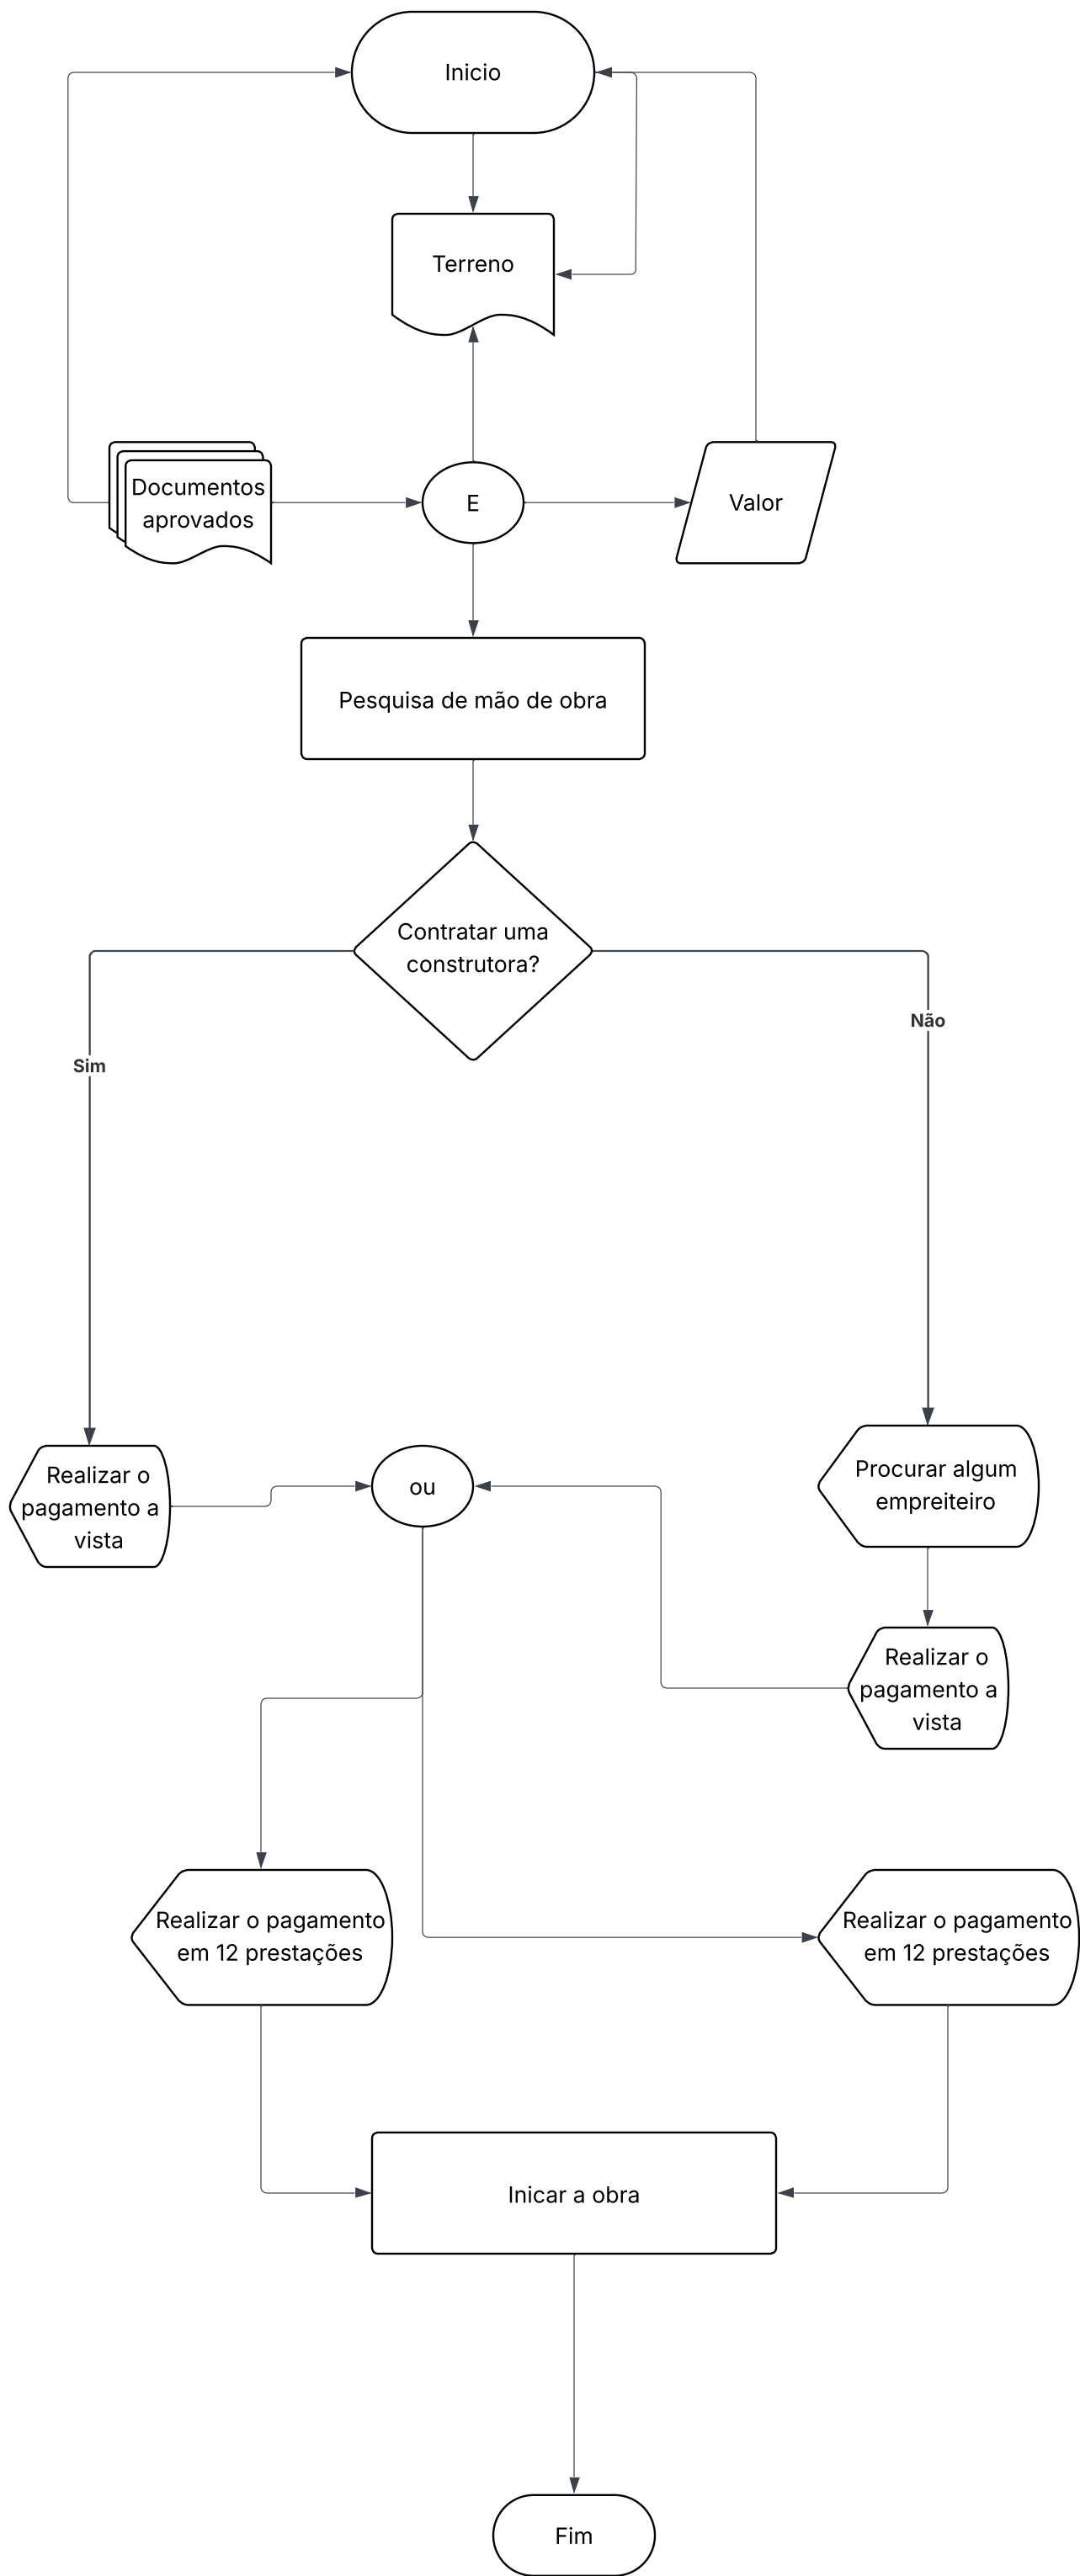 Inicio
Terreno
Documentos
aprovados
E
Valor
Pesquisa de mão de obra
Contratar uma
construtora?
Não
Sim
Realizar o
pagamento a
vista
ou
Procurar algum
empreiteiro
Realizar o
pagamento a
vista
Realizar o pagamento
em 12 prestações
Realizar o pagamento
em 12 prestações
Inicar a obra
Fim